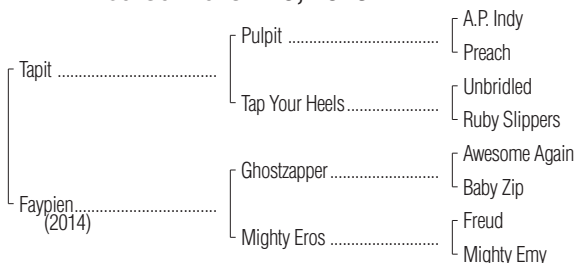 A.P. Indy
Pulpit ........................................
Preach
Tapit ..........................................
Unbridled
Tap Your Heels........................
Ruby Slippers
Awesome Again
Ghostzapper............................
Baby Zip
Faypien.....................................
(2014)
Freud
Mighty Eros ............................
Mighty Emy